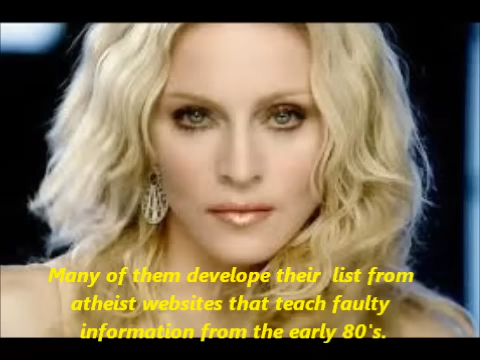 Many of them develope their list from
atheist websites that teach faulty
information from the early 80's.